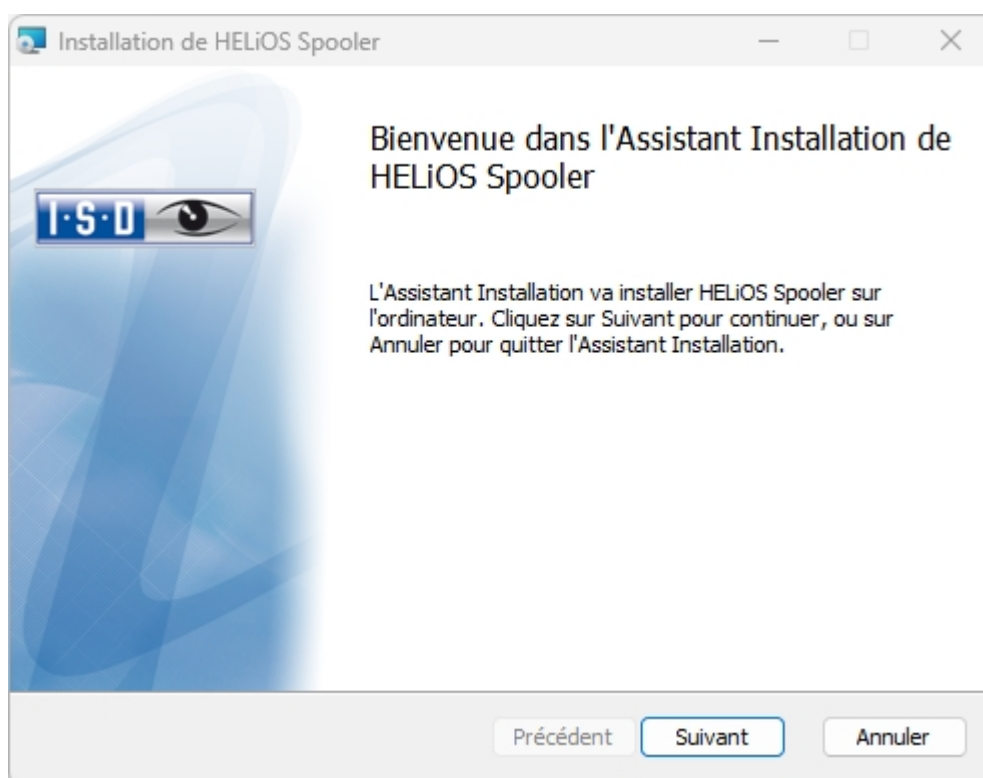 Installation de HELiOS Spooler
Bienvenue dans l'Assistant Installation de
HELiOS Spooler
I·S·D
L'Assistant Installation va installer HELiOS Spooler sur
l'ordinateur. Cliquez sur Suivant pour continuer, ou sur
Annuler pour quitter l'Assistant Installation.
Précédent Suivant Annuler